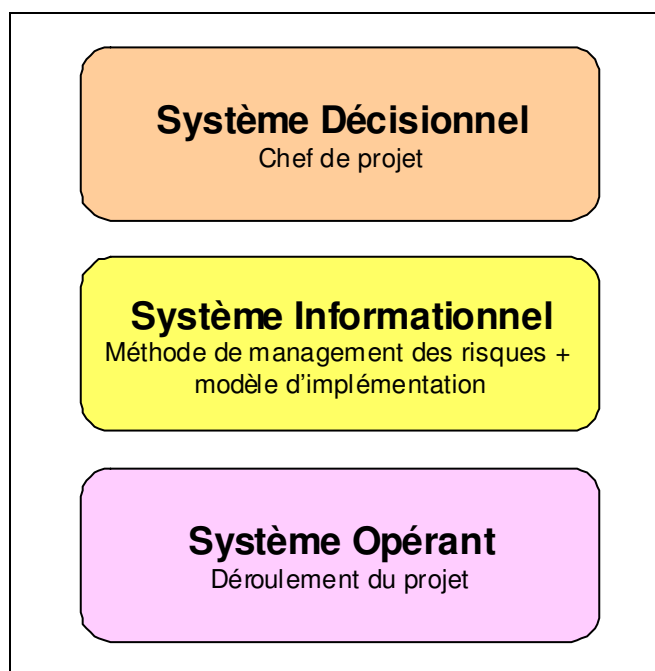 Système Décisionnel
Chef de projet
Système Informationnel
Méthode de management des risques +
modèle d'implémentation
Système Opérant
Déroulement du projet